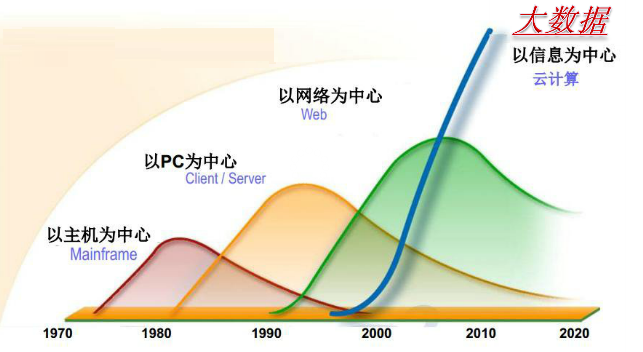 大数据
以信息为中心
云计算
以网络为中心
Web
以PC为中心
Client / Server
以主机为中心
Mainframe
1970 1980 1990 2000 2010 2020